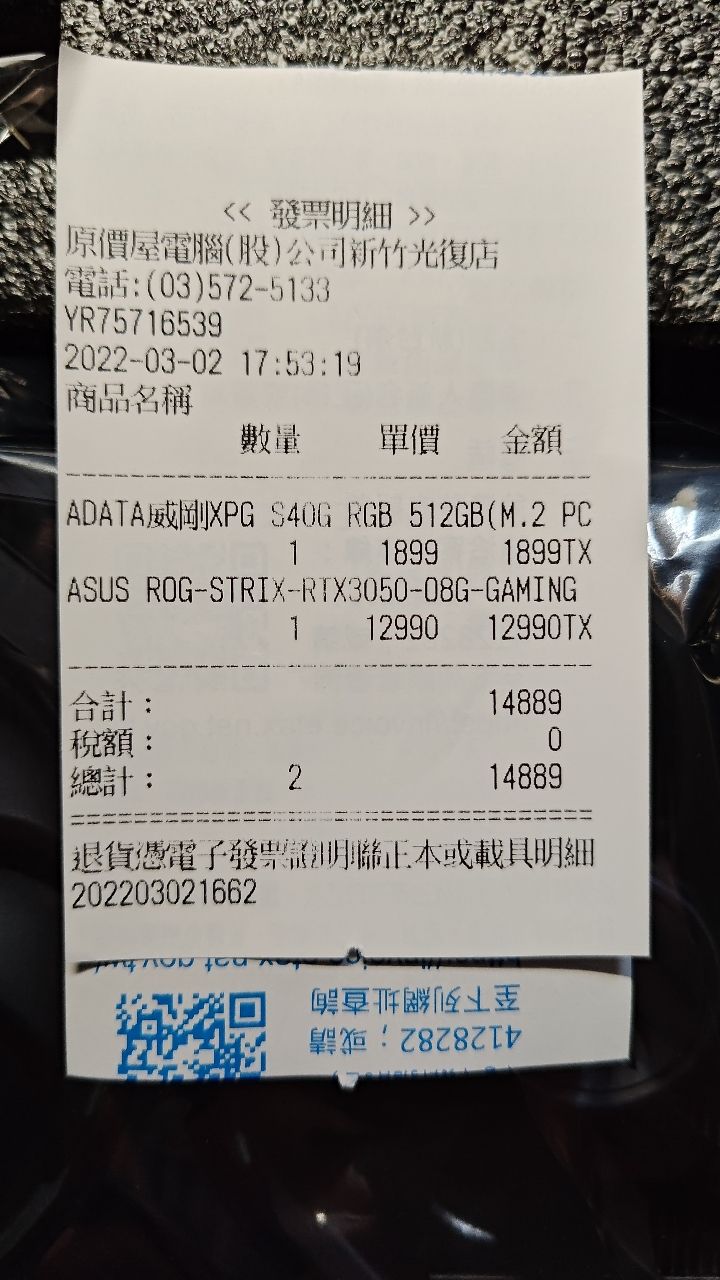 << 發票明細 >>
原價屋電腦(股)公司新竹光復店
電話:(03)572-5133
YR75716539
2022-03-02 17:53:19
商品名稱
數量 單價 金額
ADATA威剛XPG S40G RGB 512GB(M.2 PC
1 1899 1899TX
ASUS ROG-STRIX-RTX3050-O8G-GAMING
1 12990 12990TX
合計: 14889
稅額: 0
總計: 2 14889
退貨憑電子發票證明聯正本或載具明細
202203021662
4128282;或請
至下列網址查詢